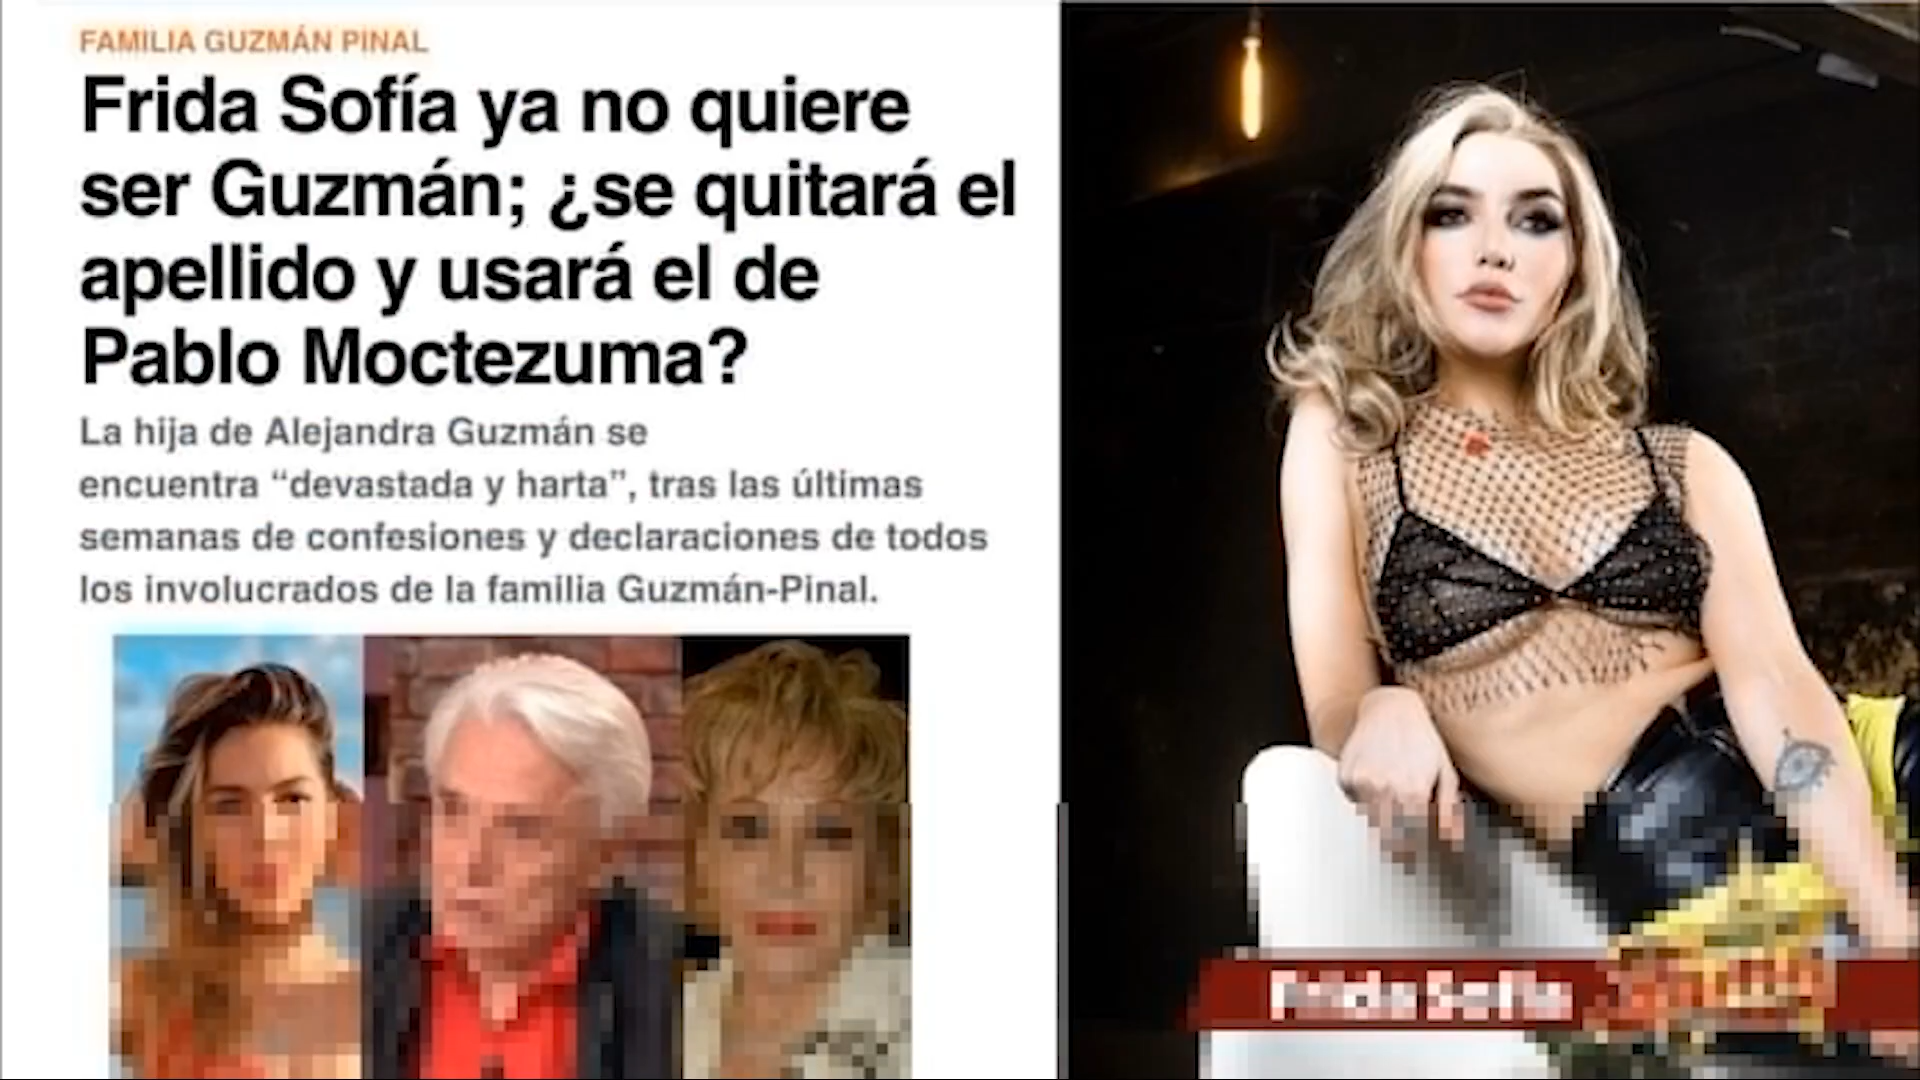 FAMILIA GUZMÁN PINAL
Frida Sofía ya no quiere
ser Guzmán; ¿se quitará el
apellido y usará el de
Pablo Moctezuma?
La hija de Alejandra Guzmán se
encuentra “devastada y harta”, tras las últimas
semanas de confesiones y declaraciones de todos
los involucrados de la familia Guzmán-Pinal.
Frida Sofía